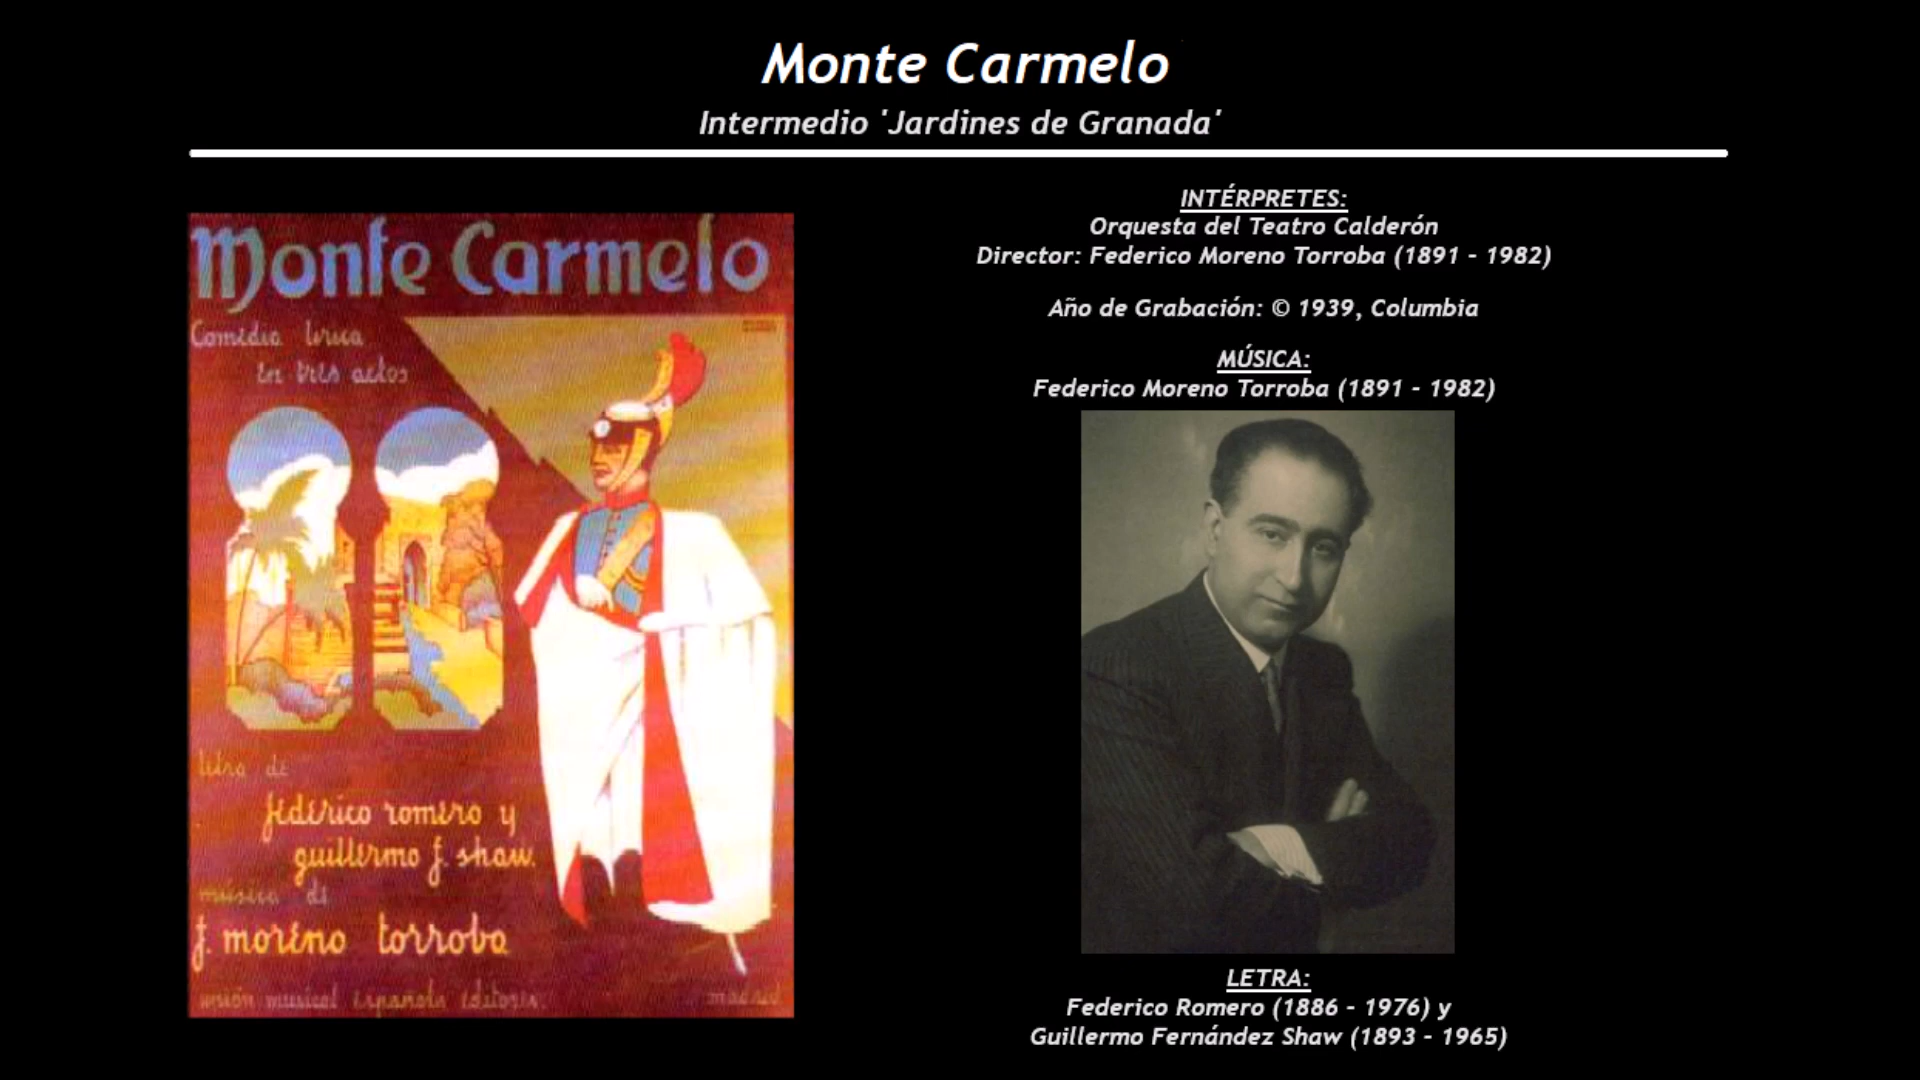 Monte Carmelo
Intermedio 'Jardines de Granada'
Monte Carmelo
Comedia lírica
en tres actos
libro de
federico romero y
guillermo f. shaw.
música de
f. moreno torroba
unión musical española editores.
madrid
INTÉRPRETES:
Orquesta del Teatro Calderón
Director: Federico Moreno Torroba (1891 - 1982)
Año de Grabación: © 1939, Columbia
MÚSICA:
Federico Moreno Torroba (1891 - 1982)
LETRA:
Federico Romero (1886 - 1976) y
Guillermo Fernández Shaw (1893 - 1965)